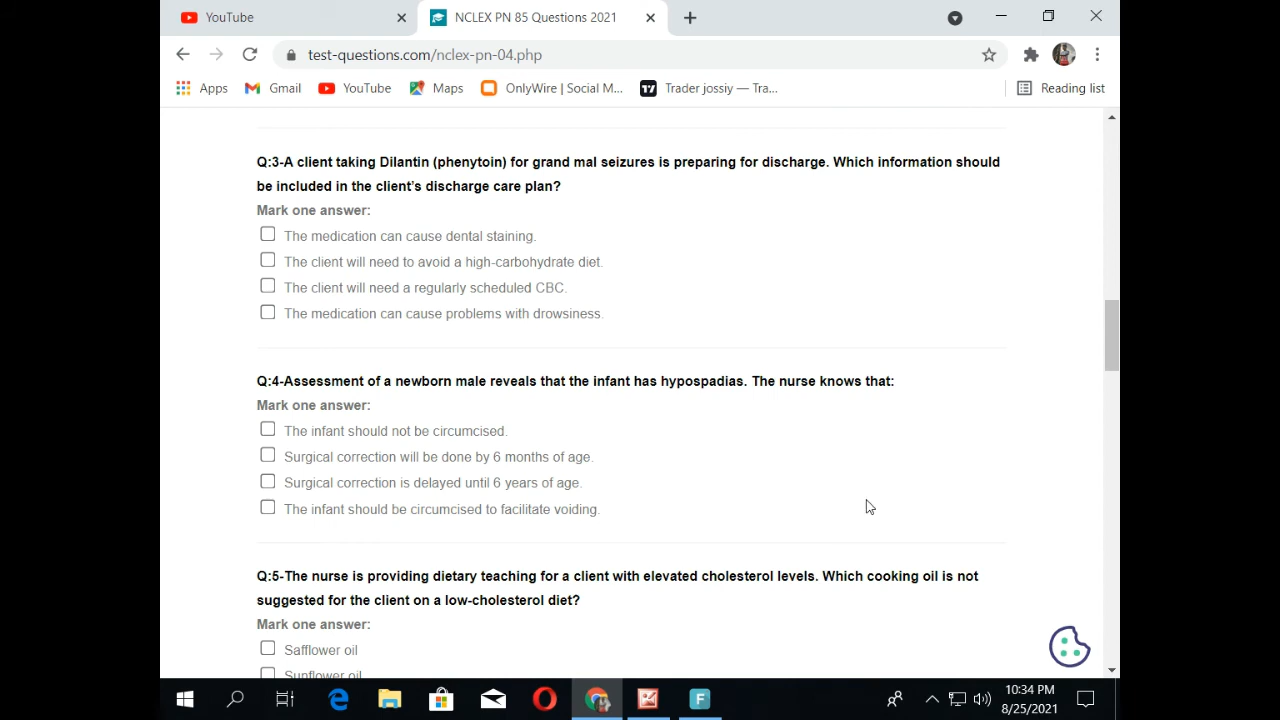 YouTube
NCLEX PN 85 Questions 2021
test-questions.com/nclex-pn-04.php
Apps
Gmail
YouTube
Maps
OnlyWire | Social M...
Trader jossiy — Tra...
Reading list
Q:3-A client taking Dilantin (phenytoin) for grand mal seizures is preparing for discharge. Which information should
be included in the client’s discharge care plan?
Mark one answer:
The medication can cause dental staining.
The client will need to avoid a high-carbohydrate diet.
The client will need a regularly scheduled CBC.
The medication can cause problems with drowsiness.
Q:4-Assessment of a newborn male reveals that the infant has hypospadias. The nurse knows that:
Mark one answer:
The infant should not be circumcised.
Surgical correction will be done by 6 months of age.
Surgical correction is delayed until 6 years of age.
The infant should be circumcised to facilitate voiding.
Q:5-The nurse is providing dietary teaching for a client with elevated cholesterol levels. Which cooking oil is not
suggested for the client on a low-cholesterol diet?
Mark one answer:
Safflower oil
Sunflower oil
10:34 PM
8/25/2021